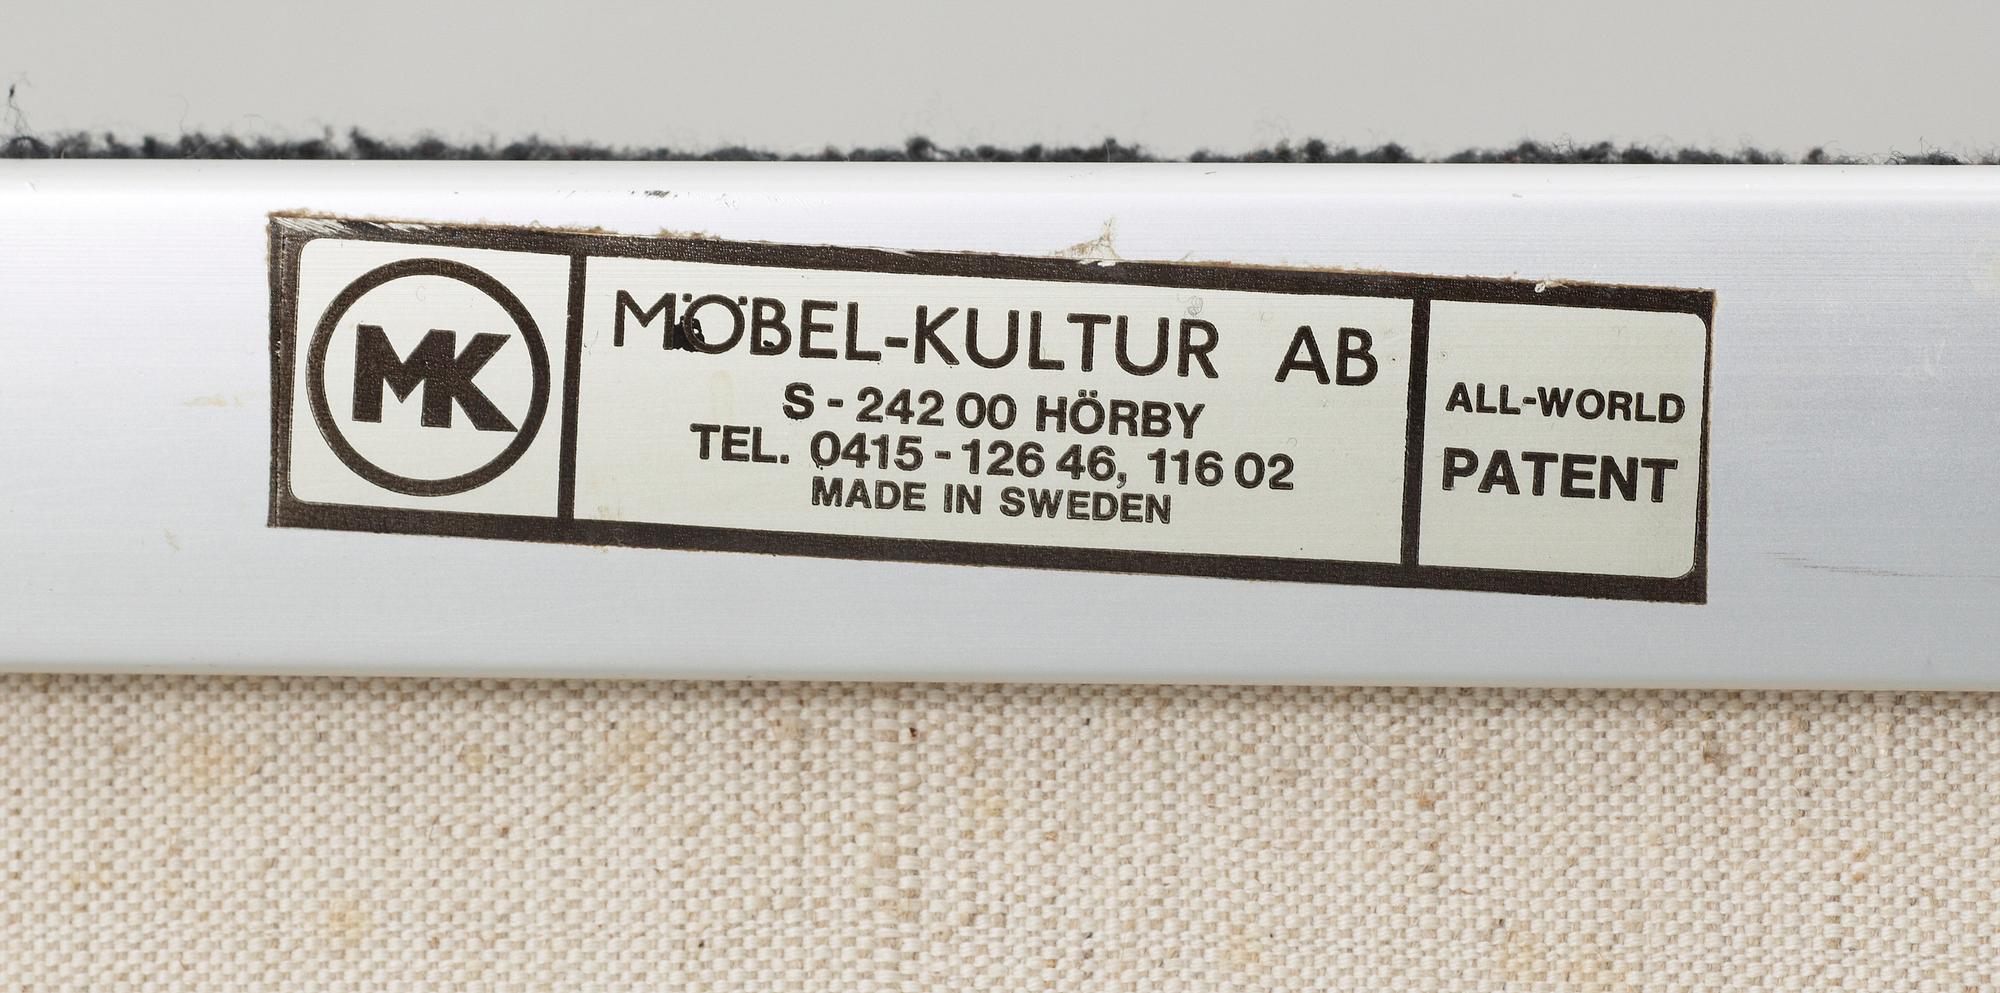 MK
MÖBEL-KULTUR AB
S - 242 00 HÖRBY
TEL. 0415 - 126 46, 116 02
MADE IN SWEDEN
ALL-WORLD
PATENT